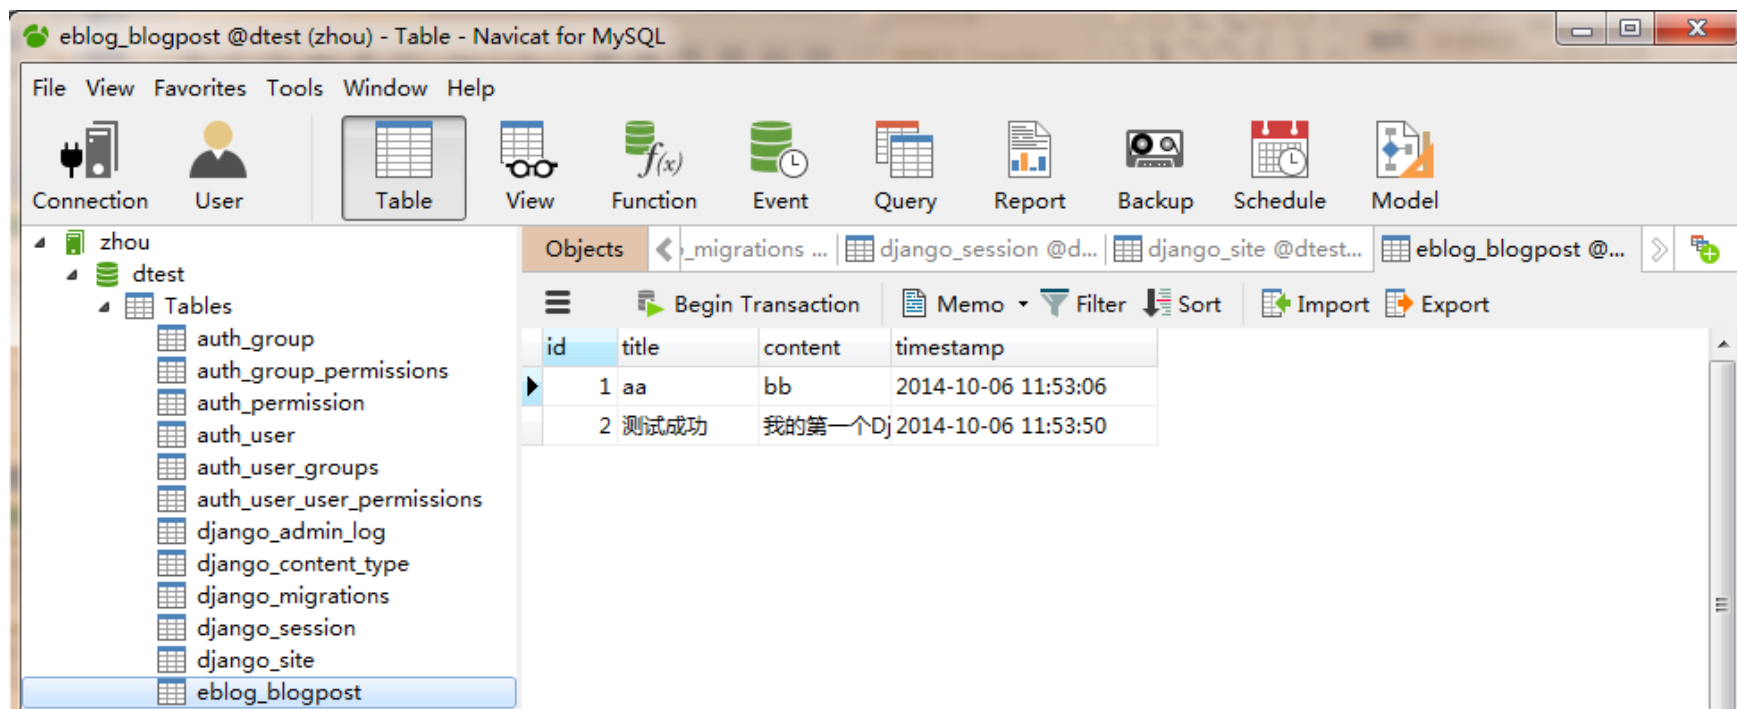 eblog_blogpost @dtest (zhou) - Table - Navicat for MySQL
File View Favorites Tools Window Help
Connection User Table View Function Event Query Report Backup Schedule Model
zhou
dtest
Tables
auth_group
auth_group_permissions
auth_permission
auth_user
auth_user_groups
auth_user_user_permissions
django_admin_log
django_content_type
django_migrations
django_session
django_site
eblog_blogpost
Objects _migrations ... django_session @d... django_site @dtest... eblog_blogpost @...
Begin Transaction Memo Filter Sort Import Export
id title content timestamp
1 aa bb 2014-10-06 11:53:06
2 测试成功 我的第一个Dj 2014-10-06 11:53:50